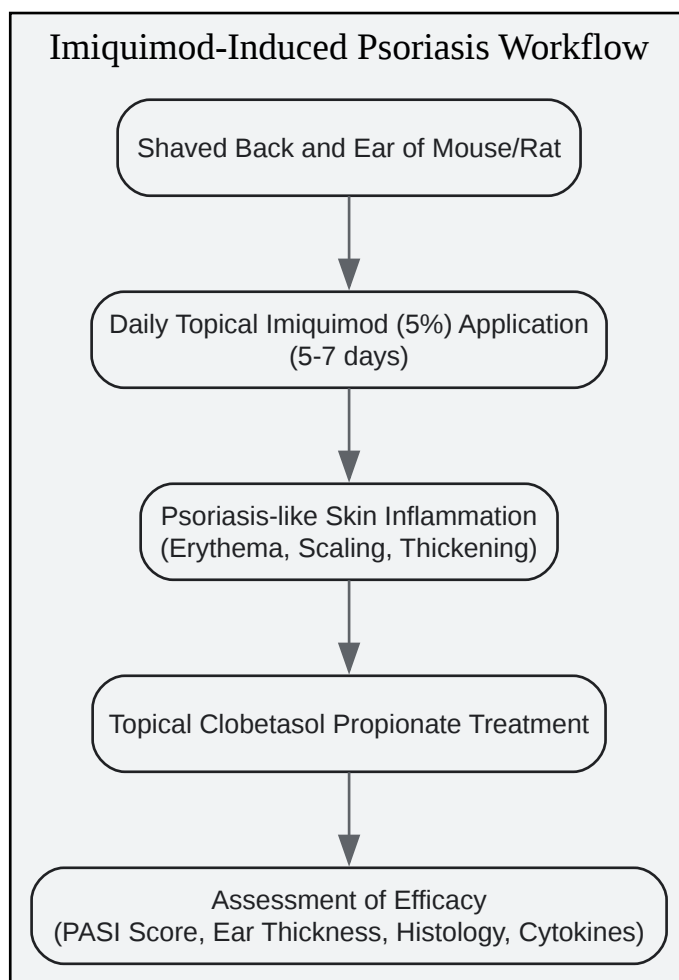 Imiquimod-Induced Psoriasis Workflow
Shaved Back and Ear of Mouse/Rat
Daily Topical Imiquimod (5%) Application
(5-7 days)
Psoriasis-like Skin Inflammation
(Erythema, Scaling, Thickening)
Topical Clobetasol Propionate Treatment
Assessment of Efficacy
(PASI Score, Ear Thickness, Histology, Cytokines)